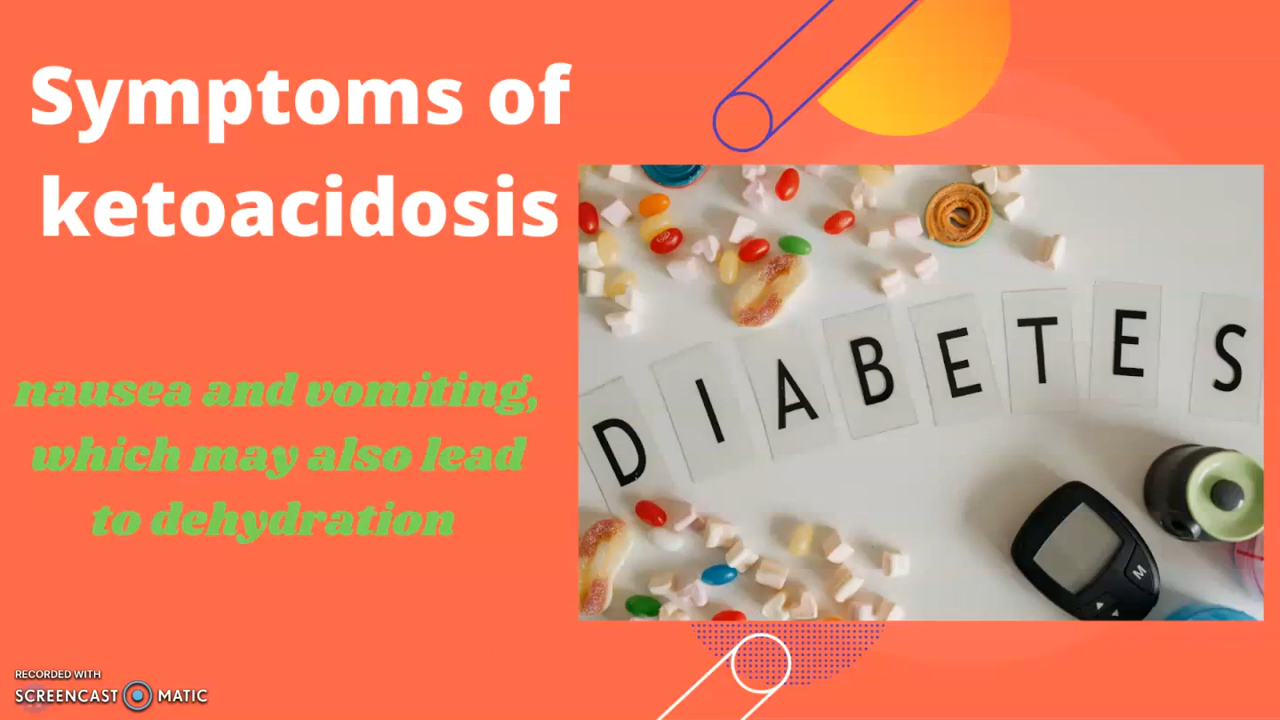 Symptoms of
ketoacidosis
nausea and vomiting,
which may also lead
to dehydration
DIABETES
M
RECORDED WITH
SCREENCAST MATIC